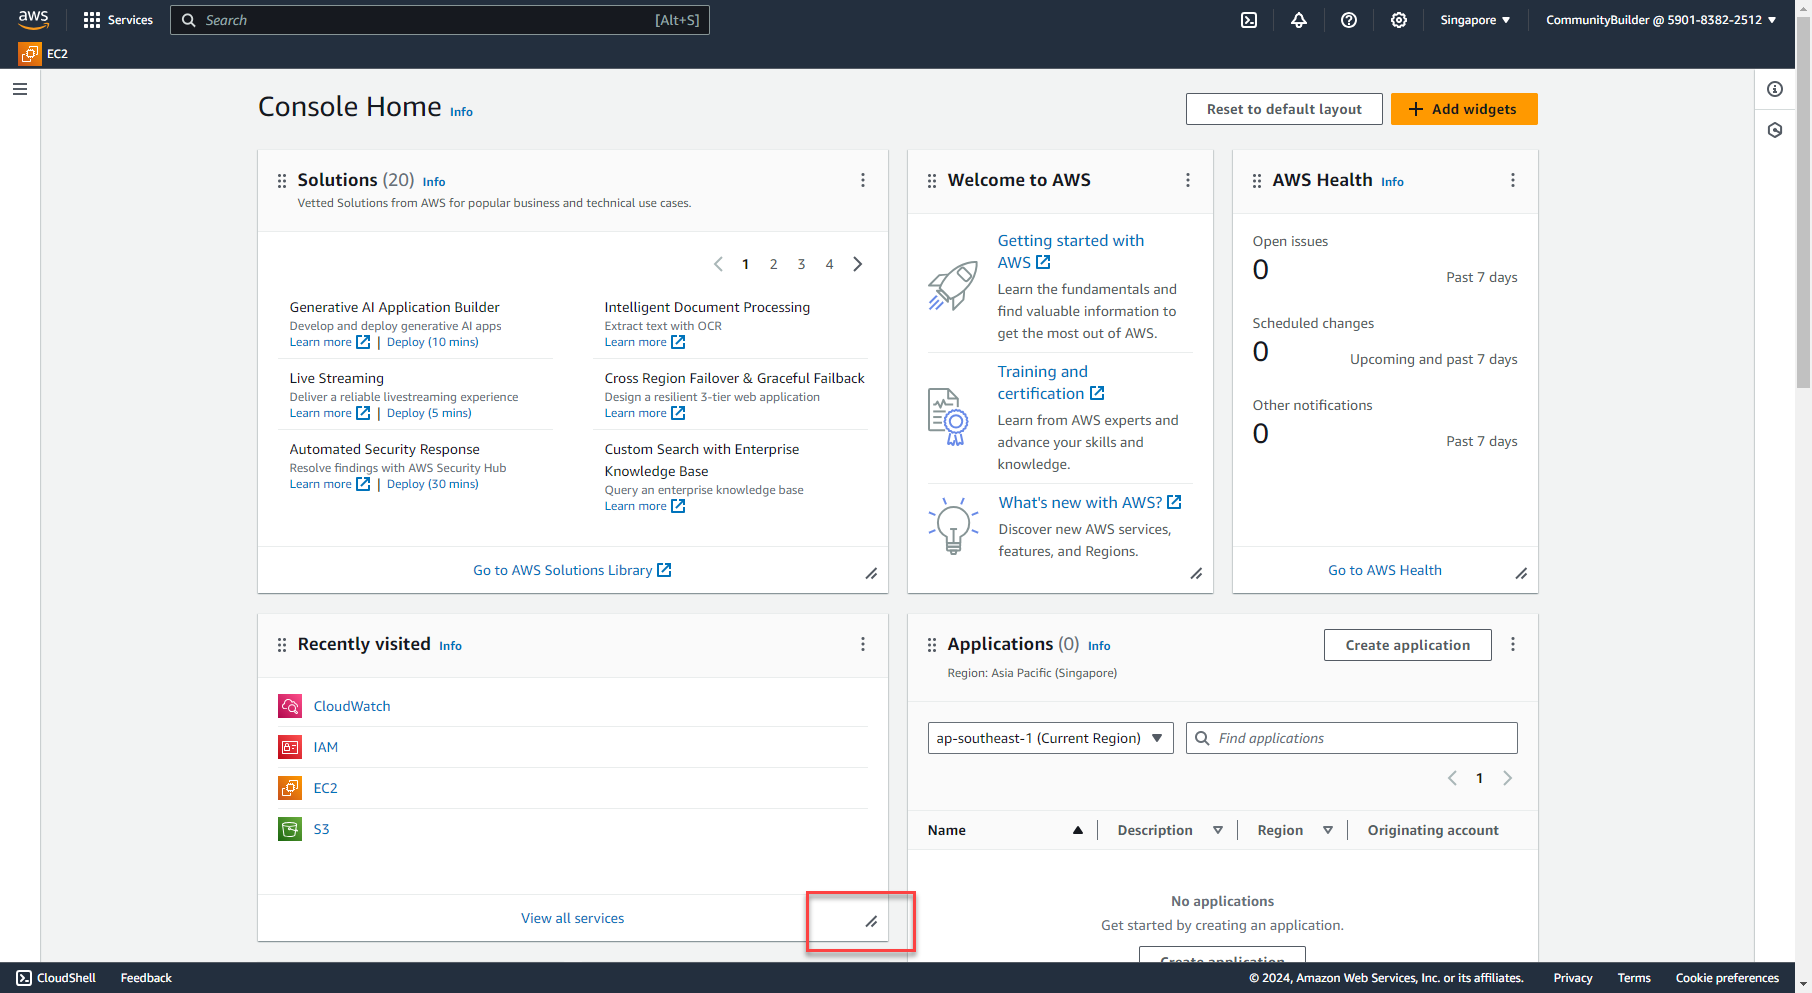 aws
Services
Search
[Alt+S]
Singapore
CommunityBuilder @ 5901-8382-2512
EC2
Console Home
Info
Reset to default layout
Add widgets
Solutions (20)
Info
Vetted Solutions from AWS for popular business and technical use cases.
1 2 3 4
Generative AI Application Builder
Develop and deploy generative AI apps
Learn more | Deploy (10 mins)
Intelligent Document Processing
Extract text with OCR
Learn more
Live Streaming
Deliver a reliable livestreaming experience
Learn more | Deploy (5 mins)
Cross Region Failover & Graceful Failback
Design a resilient 3-tier web application
Learn more
Automated Security Response
Resolve findings with AWS Security Hub
Learn more | Deploy (30 mins)
Custom Search with Enterprise
Knowledge Base
Query an enterprise knowledge base
Learn more
Go to AWS Solutions Library
Welcome to AWS
Getting started with
AWS
Learn the fundamentals and
find valuable information to
get the most out of AWS.
Training and
certification
Learn from AWS experts and
advance your skills and
knowledge.
What's new with AWS?
Discover new AWS services,
features, and Regions.
AWS Health
Info
Open issues
0
Past 7 days
Scheduled changes
0
Upcoming and past 7 days
Other notifications
0
Past 7 days
Go to AWS Health
Recently visited
Info
CloudWatch
IAM
EC2
S3
View all services
Applications (0)
Info
Region: Asia Pacific (Singapore)
Create application
ap-southeast-1 (Current Region)
Find applications
1
Name
Description
Region
Originating account
No applications
Get started by creating an application.
Create application
CloudShell
Feedback
© 2024, Amazon Web Services, Inc. or its affiliates.
Privacy
Terms
Cookie preferences